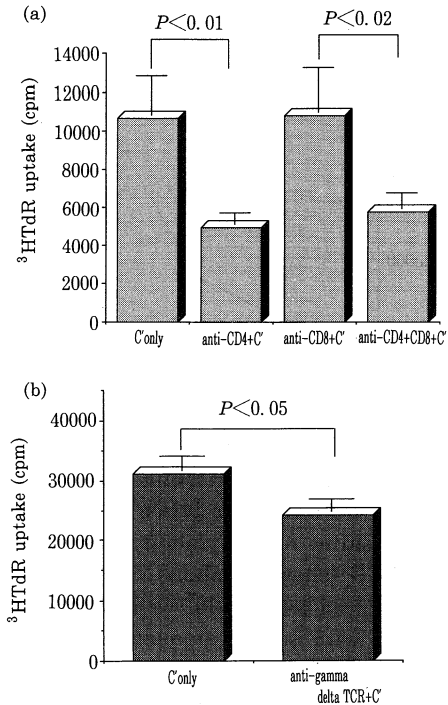 (a)
P<0.01
P<0.02
³HTdR uptake (cpm)
14000
12000
10000
8000
6000
4000
2000
0
C'only
anti-CD4+C'
anti-CD8+C'
anti-CD4+CD8+C'
(b)
P<0.05
³HTdR uptake (cpm)
40000
30000
20000
10000
0
C'only
anti-gamma
delta TCR+C'